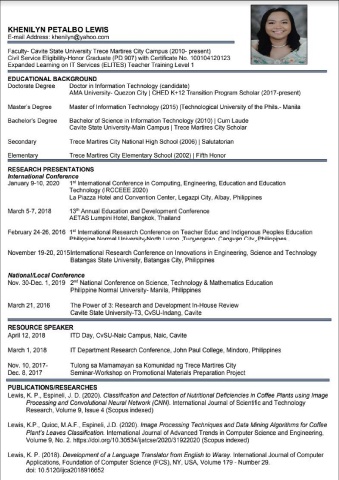 KHENILYN PETALBO LEWIS
E-mail Address: khenilyn@yahoo.com
Faculty- Cavite State University Trece Martires City Campus (2010- present)
Civil Service Eligibility-Honor Graduate (PD 907) with Certificate No. 100104120123
Expanded Learning on IT Services (ELITES) Teacher Training Level 1
EDUCATIONAL BACKGROUND
Doctorate Degree Doctor in Information Technology (candidate)
AMA University- Quezon City | CHED K+12 Transition Program Scholar (2017-present)
Master's Degree Master of Information Technology (2015) |Technological University of the Phils.- Manila
Bachelor's Degree Bachelor of Science in Information Technology (2010) | Cum Laude
Cavite State University-Main Campus | Trece Martires City Scholar
Secondary Trece Martires City National High School (2006) | Salutatorian
Elementary Trece Martires City Elementary School (2002) | Fifth Honor
RESEARCH PRESENTATIONS
International Conference
January 9-10, 2020 1st International Conference in Computing, Engineering, Education and Education
Technology (IRCCEEE 2020)
La Piazza Hotel and Convention Center, Legazpi City, Albay, Philippines
March 5-7, 2018 13th Annual Education and Development Conference
AETAS Lumpini Hotel, Bangkok, Thailand
February 24-26, 2016 1st International Research Conference on Teacher Educ and Indigenous Peoples Education
Philippine Normal University-North Luzon,
November 19-20, 2015International Research Conference on Innovations in Engineering, Science and Technology
Batangas State University, Batangas City, Philippines
National/Local Conference
Nov. 30-Dec. 1, 2019 2nd National Conference on Science, Technology & Mathematics Education
Philippine Normal University- Manila, Philippines
March 21, 2016 The Power of 3: Research and Development In-House Review
Cavite State University-T3, CvSU-Indang, Cavite
RESOURCE SPEAKER
April 12, 2018 ITD Day, CvSU-Naic Campus, Naic, Cavite
March 1, 2018 IT Department Research Conference, John Paul College, Mindoro, Philippines
Nov. 10, 2017- Tulong sa Mamamayan sa Komunidad ng Trece Martires City
Dec. 8, 2017 Seminar-Workshop on Promotional Materials Preparation Project
PUBLICATIONS/RESEARCHES
Lewis, K. P., Espineli, J. D. (2020). Classification and Detection of Nutritional Deficiencies in Coffee Plants using Image
Processing and Convolutional Neural Network (CNN). International Journal of Scientific and Technology
Research, Volume 9, Issue 4 (Scopus indexed)
Lewis, K.P., Quioc, M.A.F., Espineli, J.D. (2020). Image Processing Techniques and Data Mining Algorithms for Coffee
Plant's Leaves Classification. International Journal of Advanced Trends in Computer Science and Engineering,
Volume 9, No. 2. https://doi.org/10.30534/ijatcse/2020/31922020 (Scopus indexed)
Lewis, K. P. (2018). Development of a Language Translator from English to Waray. International Journal of Computer
Applications, Foundation of Computer Science (FCS), NY, USA, Volume 179 - Number 29.
doi: 10.5120/ijca2018916652